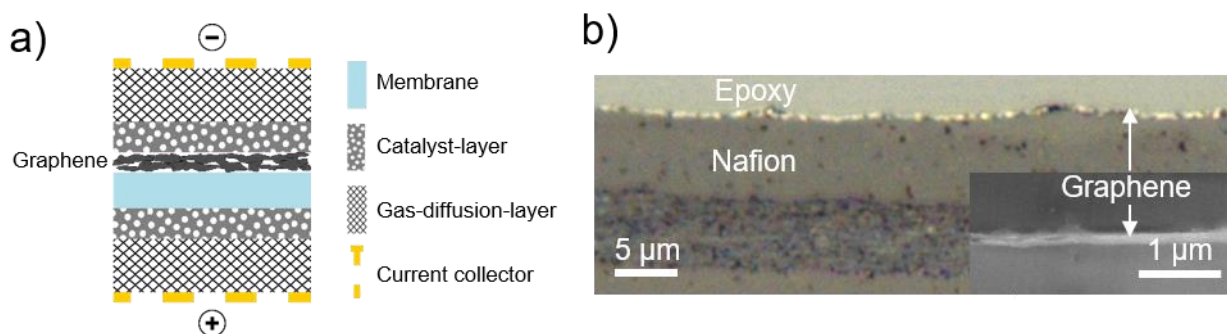 a)
−
Graphene
+
Membrane
Catalyst-layer
Gas-diffusion-layer
Current collector
b)
Epoxy
Nafion
Graphene
5 µm
1 µm